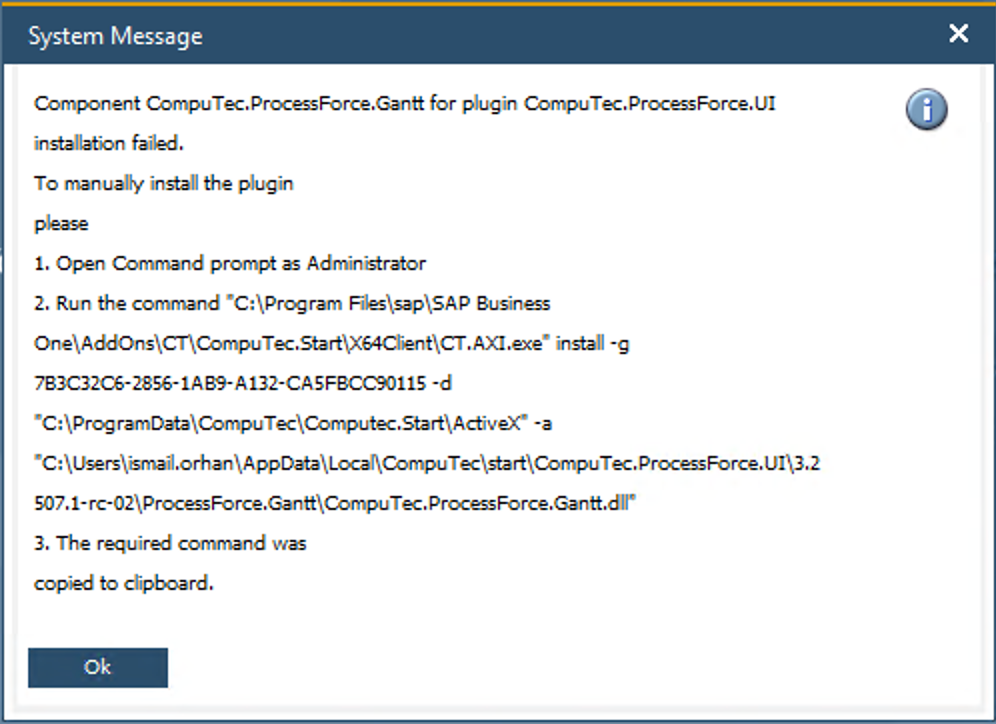 System Message
Component CompuTec.ProcessForce.Gantt for plugin CompuTec.ProcessForce.UI
installation failed.
To manually install the plugin
please
1. Open Command prompt as Administrator
2. Run the command "C:\Program Files\sap\SAP Business
One\AddOns\CT\CompuTec.Start\X64Client\CT.AXI.exe" install -g
7B3C32C6-2856-1AB9-A132-CA5FBCC90115 -d
"C:\ProgramData\CompuTec\Computec.Start\ActiveX" -a
"C:\Users\ismail.orhan\AppData\Local\CompuTec\start\CompuTec.ProcessForce.UI\3.2
507.1-rc-02\ProcessForce.Gantt\CompuTec.ProcessForce.Gantt.dll"
3. The required command was
copied to clipboard.
Ok